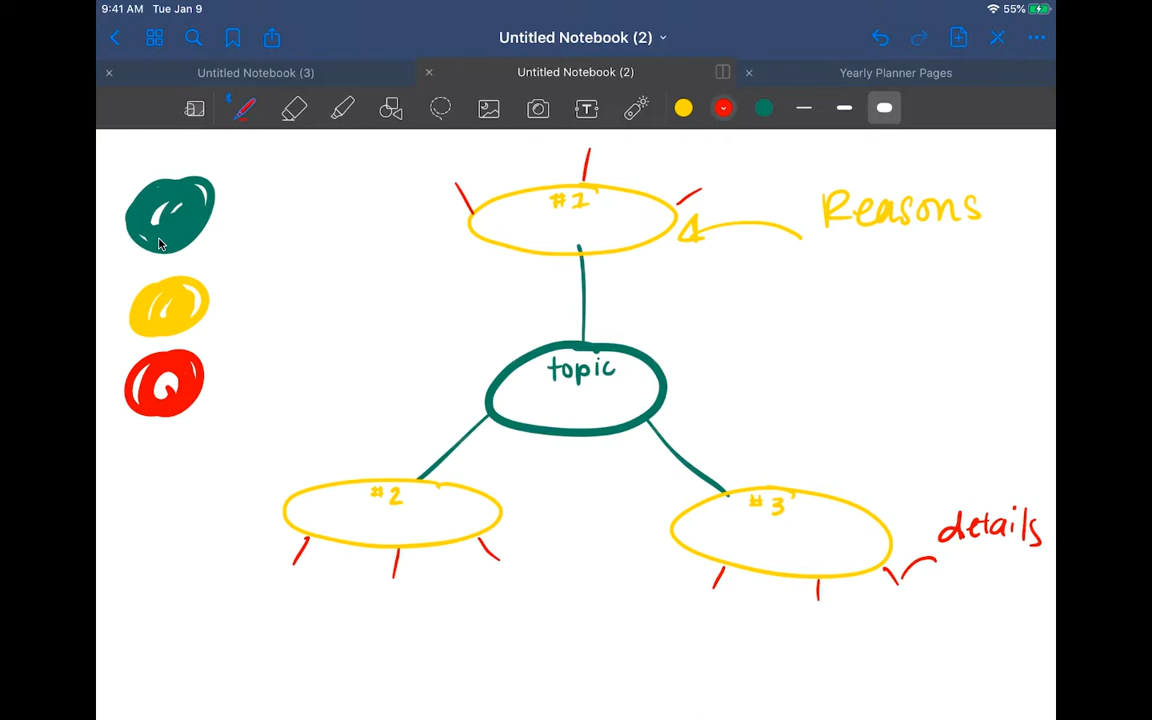 9:41 AM Tue Jan 9
55%
Untitled Notebook (2)
Untitled Notebook (3)
Untitled Notebook (2)
Yearly Planner Pages
T
#1
Reasons
topic
#2
#3
details